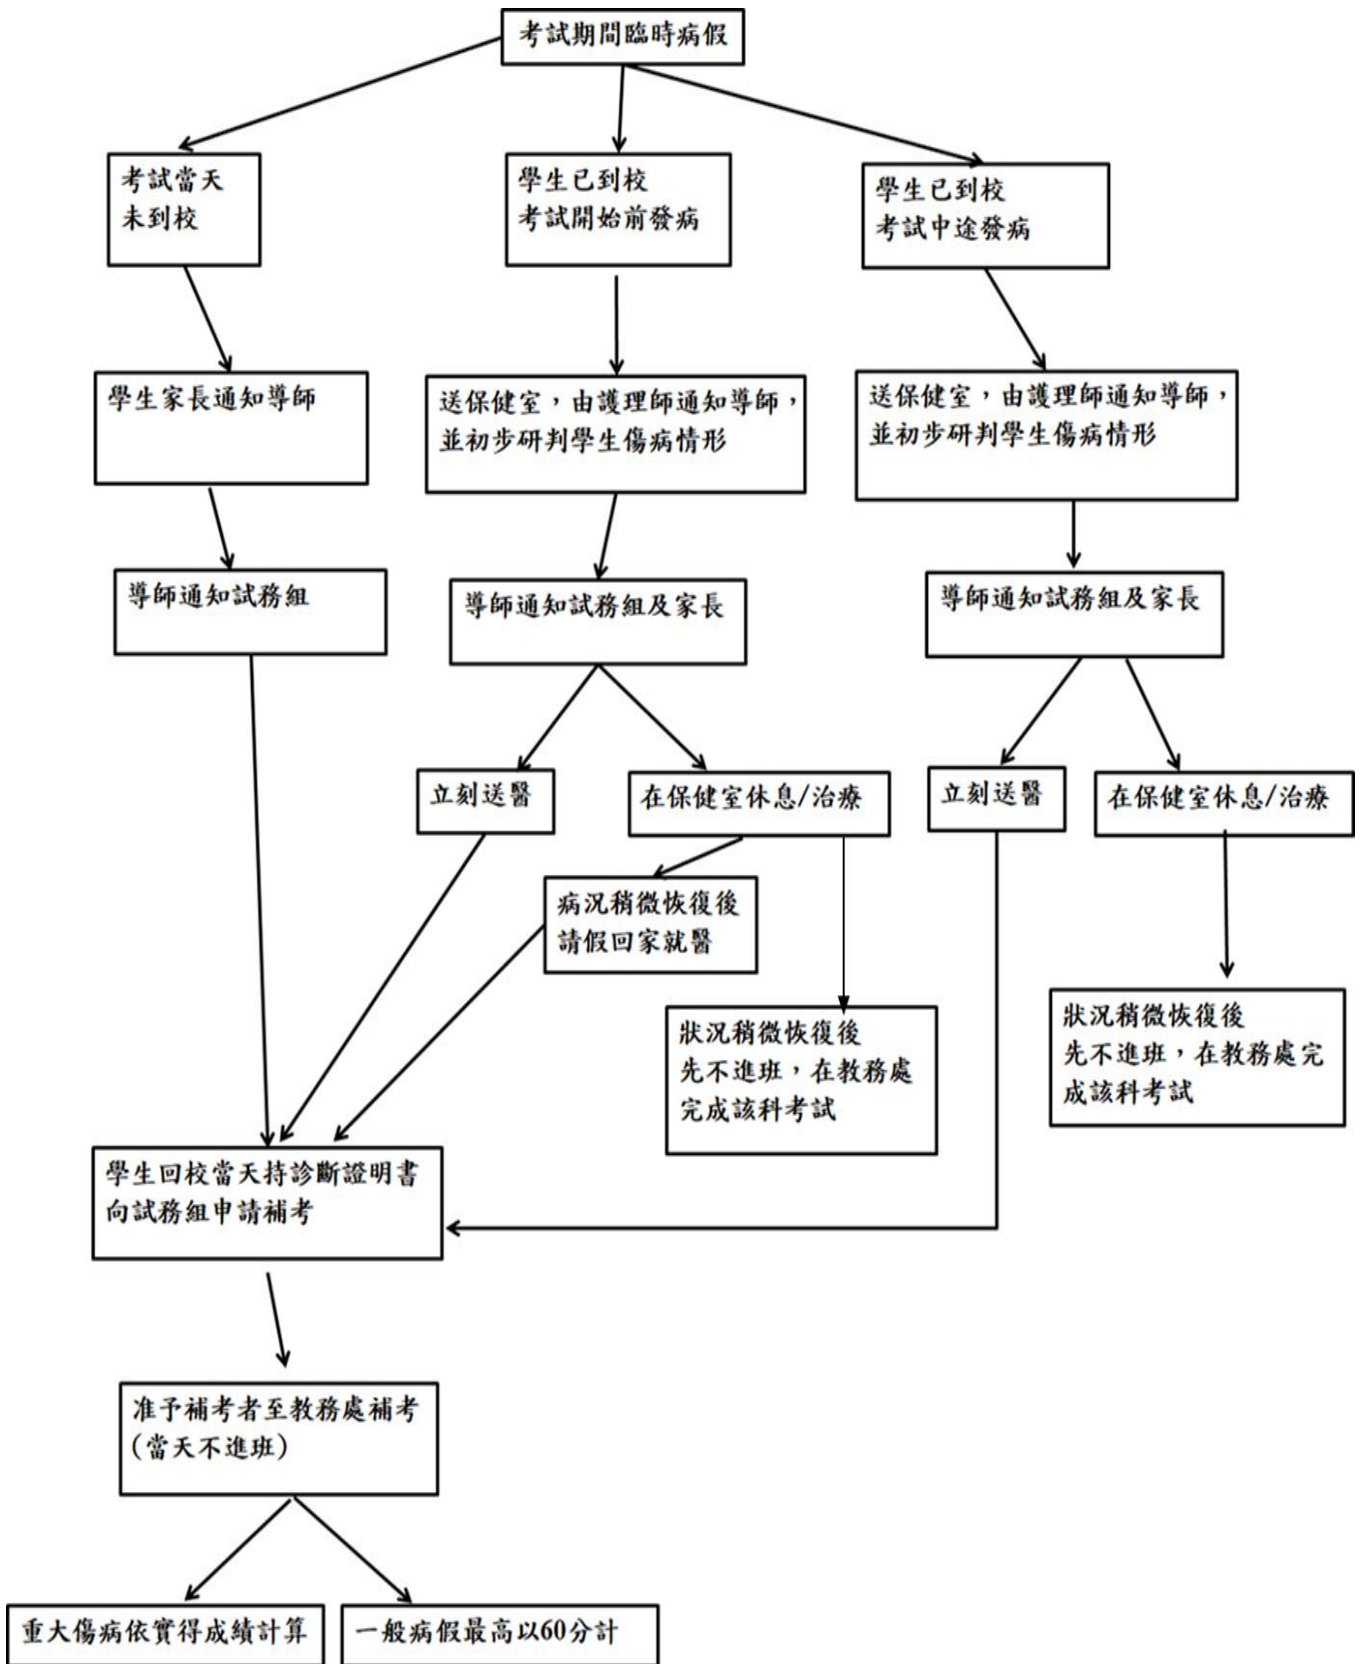 考試期間臨時病假
考試當天
未到校
學生已到校
考試開始前發病
學生已到校
考試中途發病
學生家長通知導師
送保健室，由護理師通知導師，
並初步研判學生傷病情形
送保健室，由護理師通知導師，
並初步研判學生傷病情形
導師通知試務組
導師通知試務組及家長
導師通知試務組及家長
立刻送醫
在保健室休息/治療
立刻送醫
在保健室休息/治療
病況稍微恢復後
請假回家就醫
狀況稍微恢復後
先不進班，在教務處
完成該科考試
狀況稍微恢復後
先不進班，在教務處完
成該科考試
學生回校當天持診斷證明書
向試務組申請補考
准予補考者至教務處補考
(當天不進班)
重大傷病依實得成績計算
一般病假最高以60分計